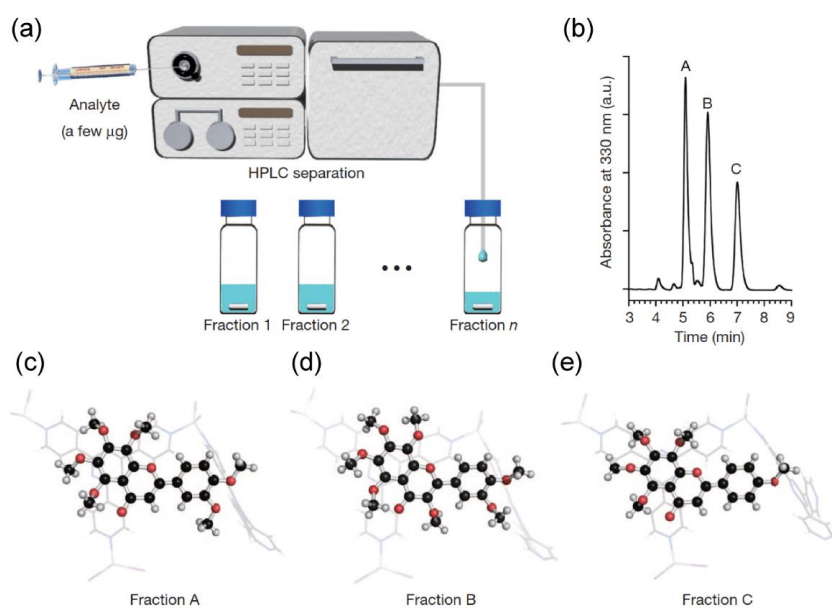 (a)
Analyte
(a few μg)
HPLC separation
Fraction 1
Fraction 2
Fraction n
(b)
Absorbance at 330 nm (a.u.)
A
B
C
3 4 5 6 7 8 9
Time (min)
(c)
(d)
(e)
Fraction A
Fraction B
Fraction C